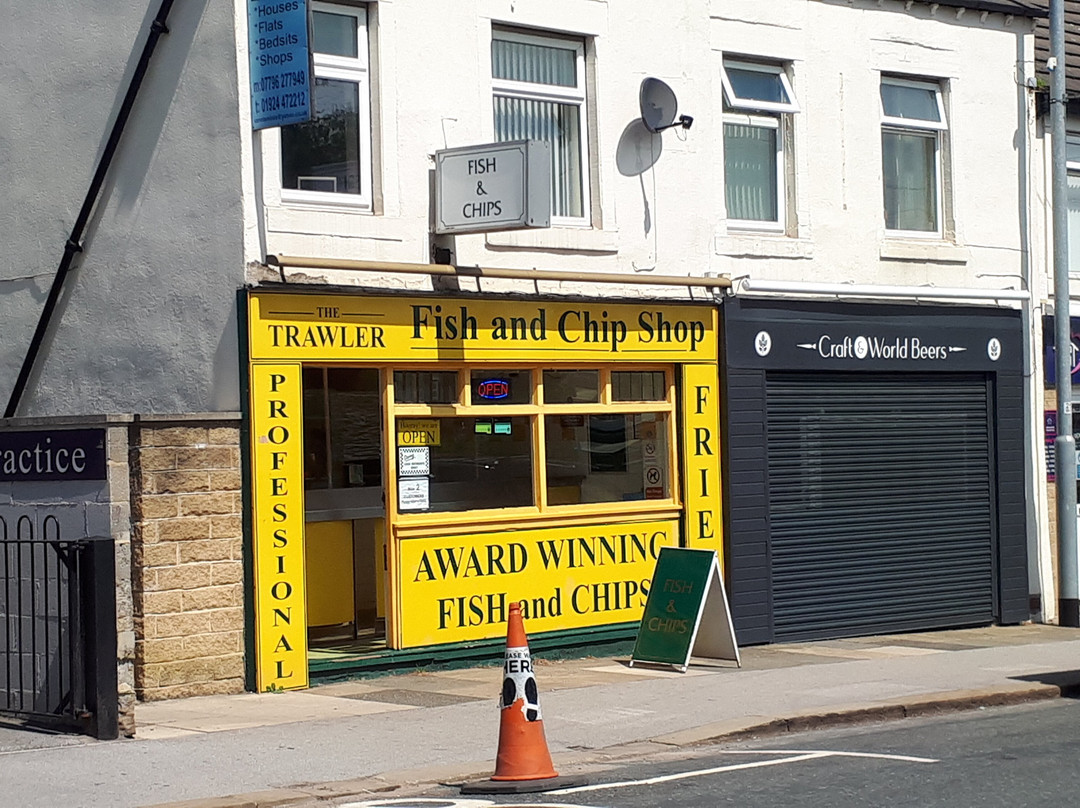 *Houses
*Flats
*Bedsits
*Shops
m:07796 277949
t: 01924 472212
FISH
&
CHIPS
THE
TRAWLER
Fish and Chip Shop
Craft & World Beers
PROFESSIONAL
FRIE
OPEN
OPEN
AWARD WINNING
FISH and CHIPS
FISH
&
CHIPS
HERE
ractice